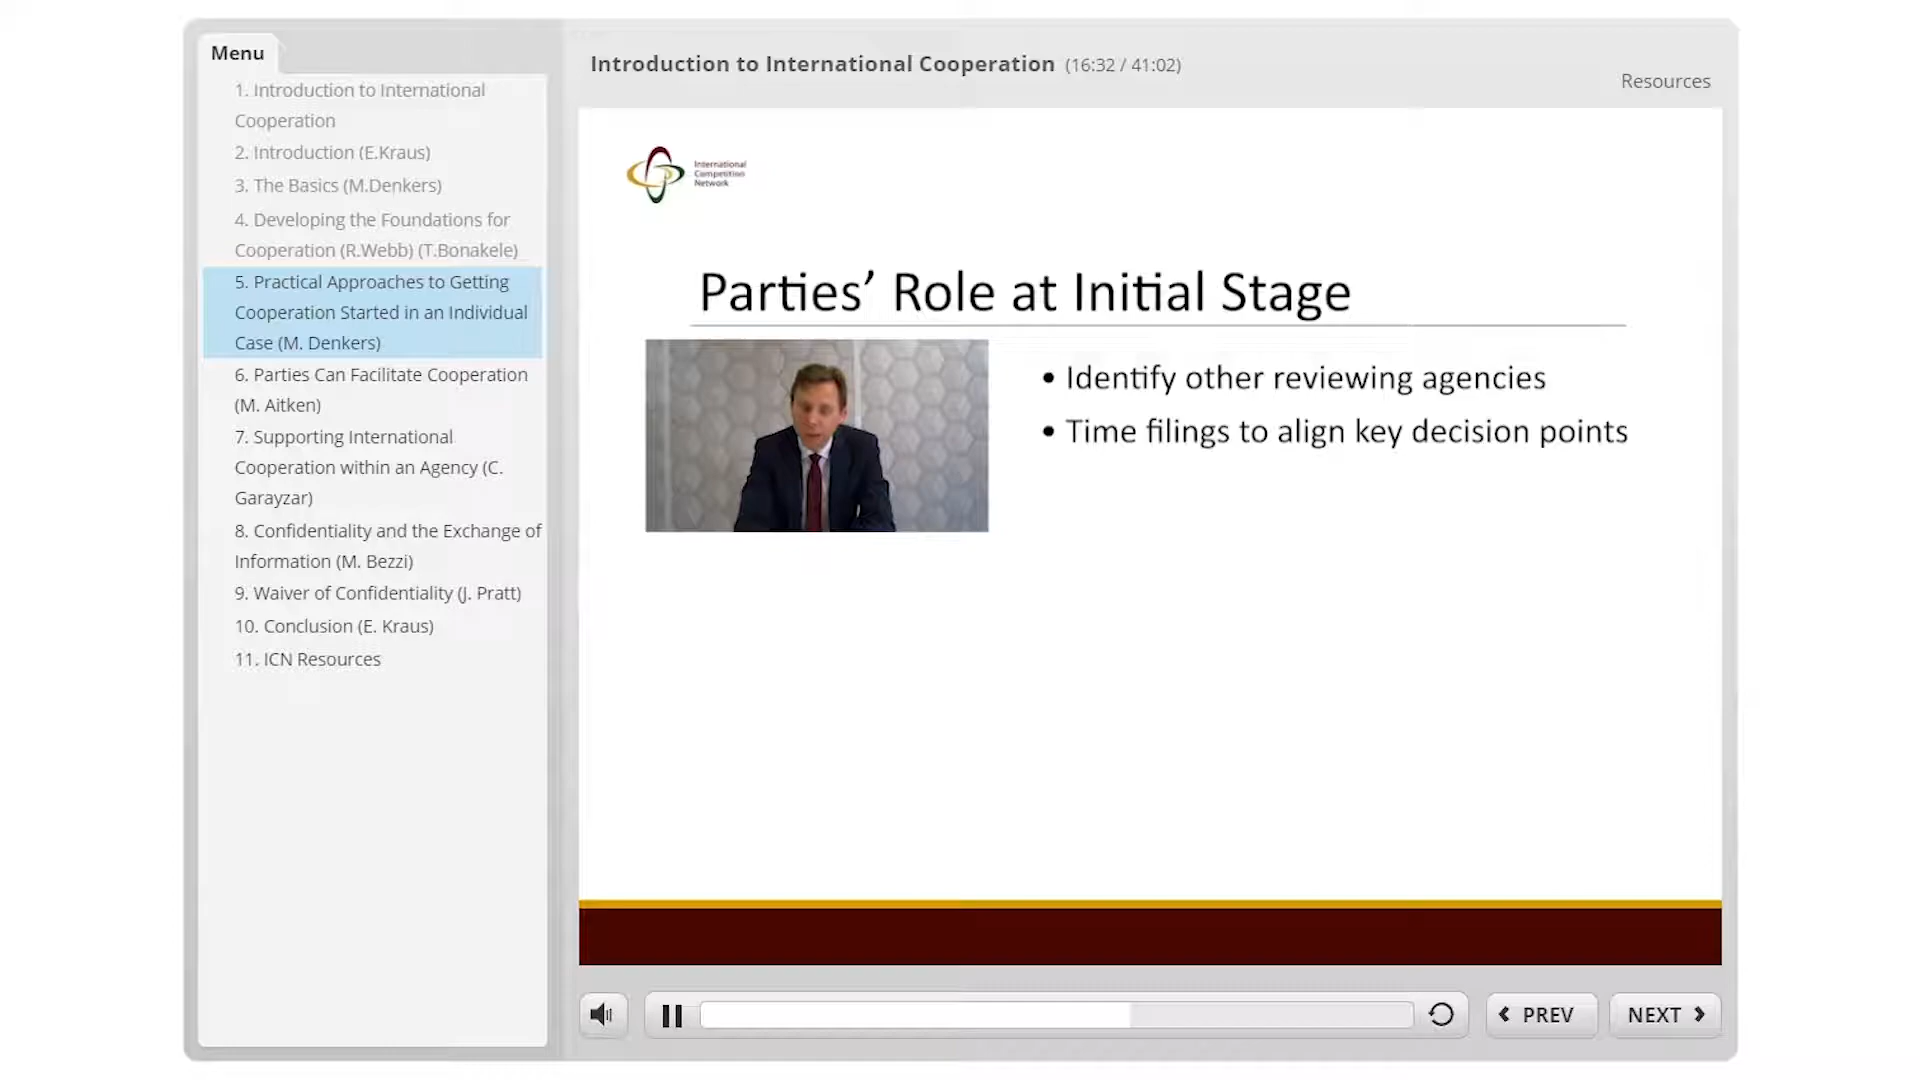 Menu
1. Introduction to International
Cooperation
2. Introduction (E.Kraus)
3. The Basics (M.Denkers)
4. Developing the Foundations for
Cooperation (R.Webb) (T.Bonakele)
5. Practical Approaches to Getting
Cooperation Started in an Individual
Case (M. Denkers)
6. Parties Can Facilitate Cooperation
(M. Aitken)
7. Supporting International
Cooperation within an Agency (C.
Garayzar)
8. Confidentiality and the Exchange of
Information (M. Bezzi)
9. Waiver of Confidentiality (J. Pratt)
10. Conclusion (E. Kraus)
11. ICN Resources
Introduction to International Cooperation (16:32 / 41:02)
Resources
International
Competition
Network
Parties’ Role at Initial Stage
• Identify other reviewing agencies
• Time filings to align key decision points
PREV
NEXT